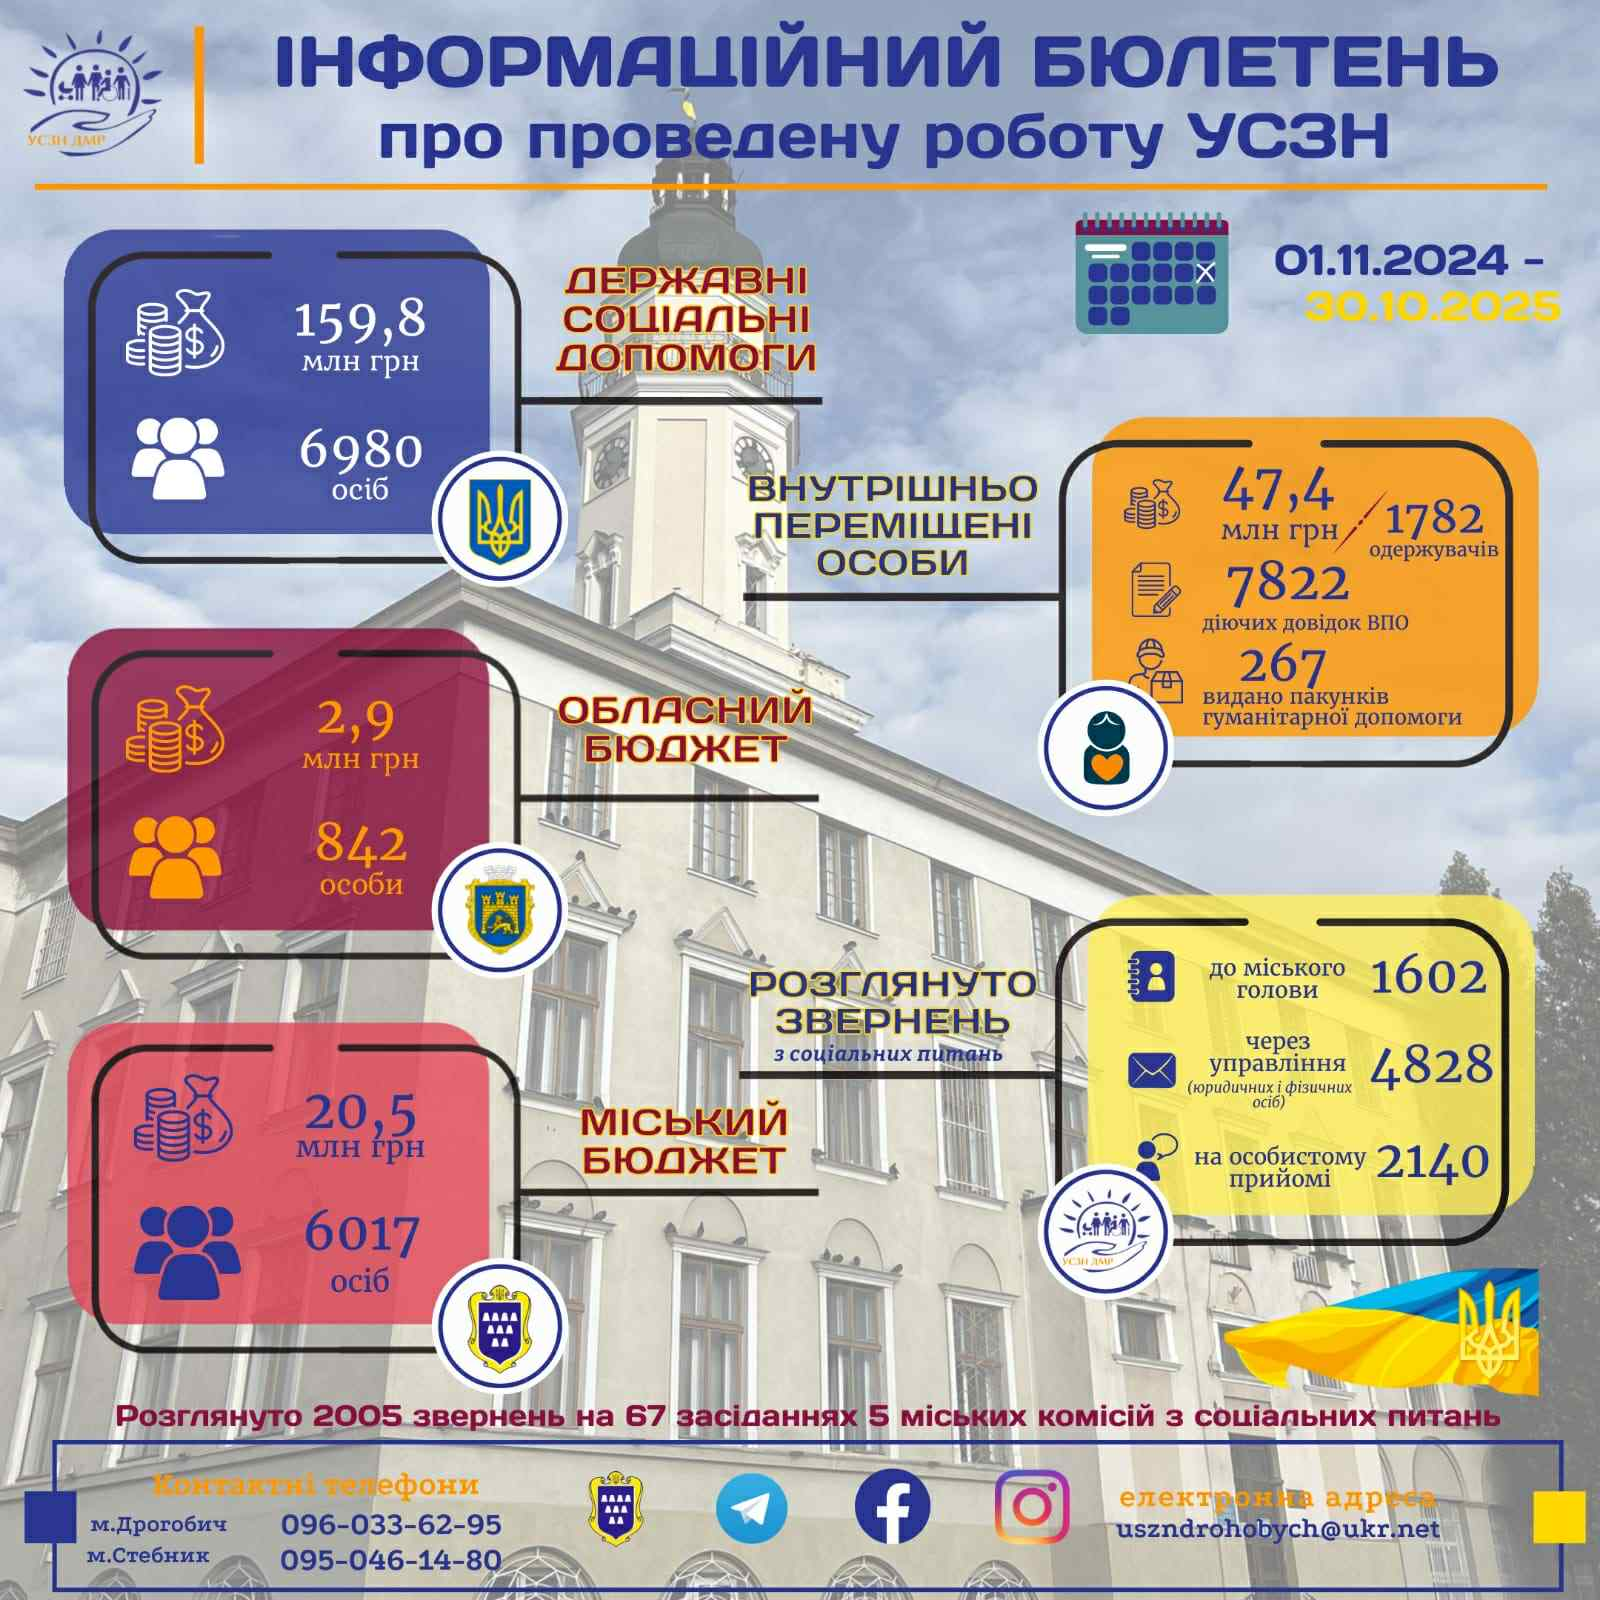 УСЗН ДМР
ІНФОРМАЦІЙНИЙ БЮЛЕТЕНЬ
про проведену роботу УСЗН
01.11.2024 -
30.10.2025
159,8
млн грн
6980
осіб
ДЕРЖАВНІ
СОЦІАЛЬНІ
ДОПОМОГИ
ВНУТРІШНЬО
ПЕРЕМІЩЕНІ
ОСОБИ
47,4
млн грн
1782
одержувачів
7822
діючих довідок ВПО
267
видано пакунків
гуманітарної допомоги
2,9
млн грн
842
особи
ОБЛАСНИЙ
БЮДЖЕТ
РОЗГЛЯНУТО
ЗВЕРНЕНЬ
з соціальних питань
до міського
голови
1602
через
управління
(юридичних і фізичних
осіб)
4828
на особистому
прийомі
2140
УСЗН ДМР
20,5
млн грн
6017
осіб
МІСЬКИЙ
БЮДЖЕТ
Розглянуто 2005 звернень на 67 засіданнях 5 міських комісій з соціальних питань
Контактні телефони
м.Дрогобич 096-033-62-95
м.Стебник 095-046-14-80
електронна адреса
uszndrohobych@ukr.net